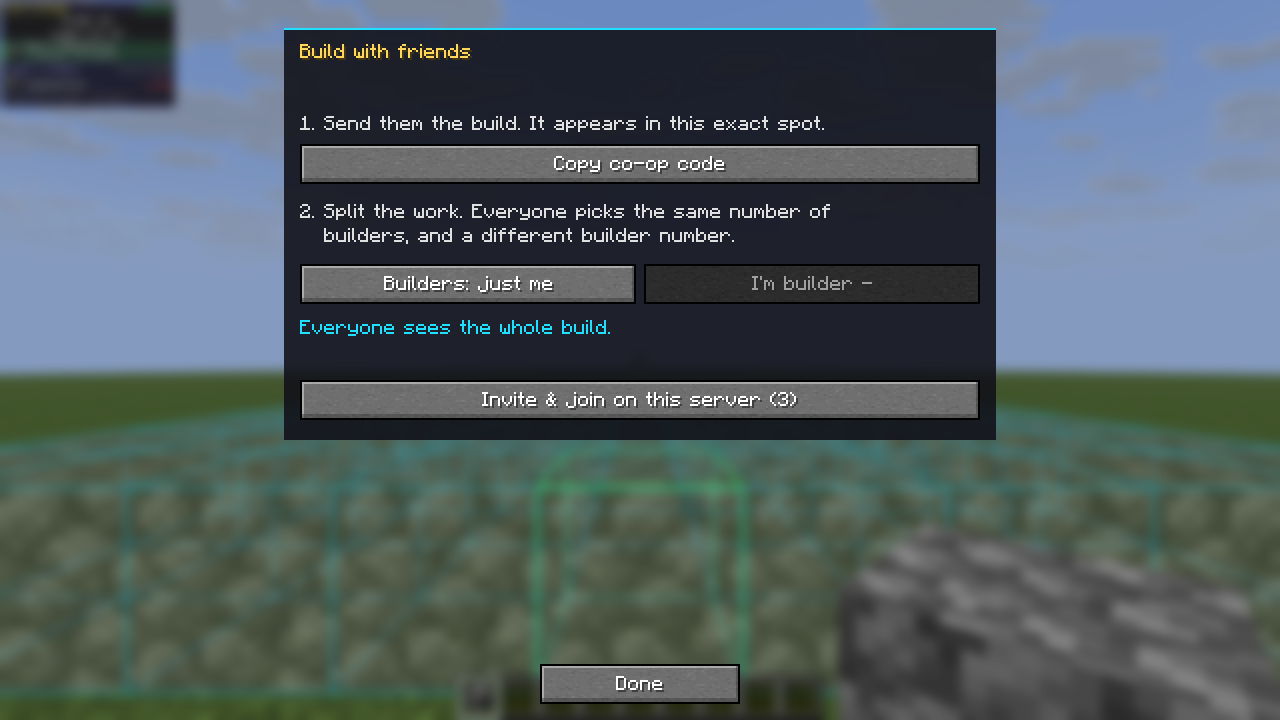 Build with friends
1. Send them the build. It appears in this exact spot.
Copy co-op code
2. Split the work. Everyone picks the same number of
builders, and a different builder number.
Builders: just me
I'm builder -
Everyone sees the whole build.
Invite & join on this server (3)
Done